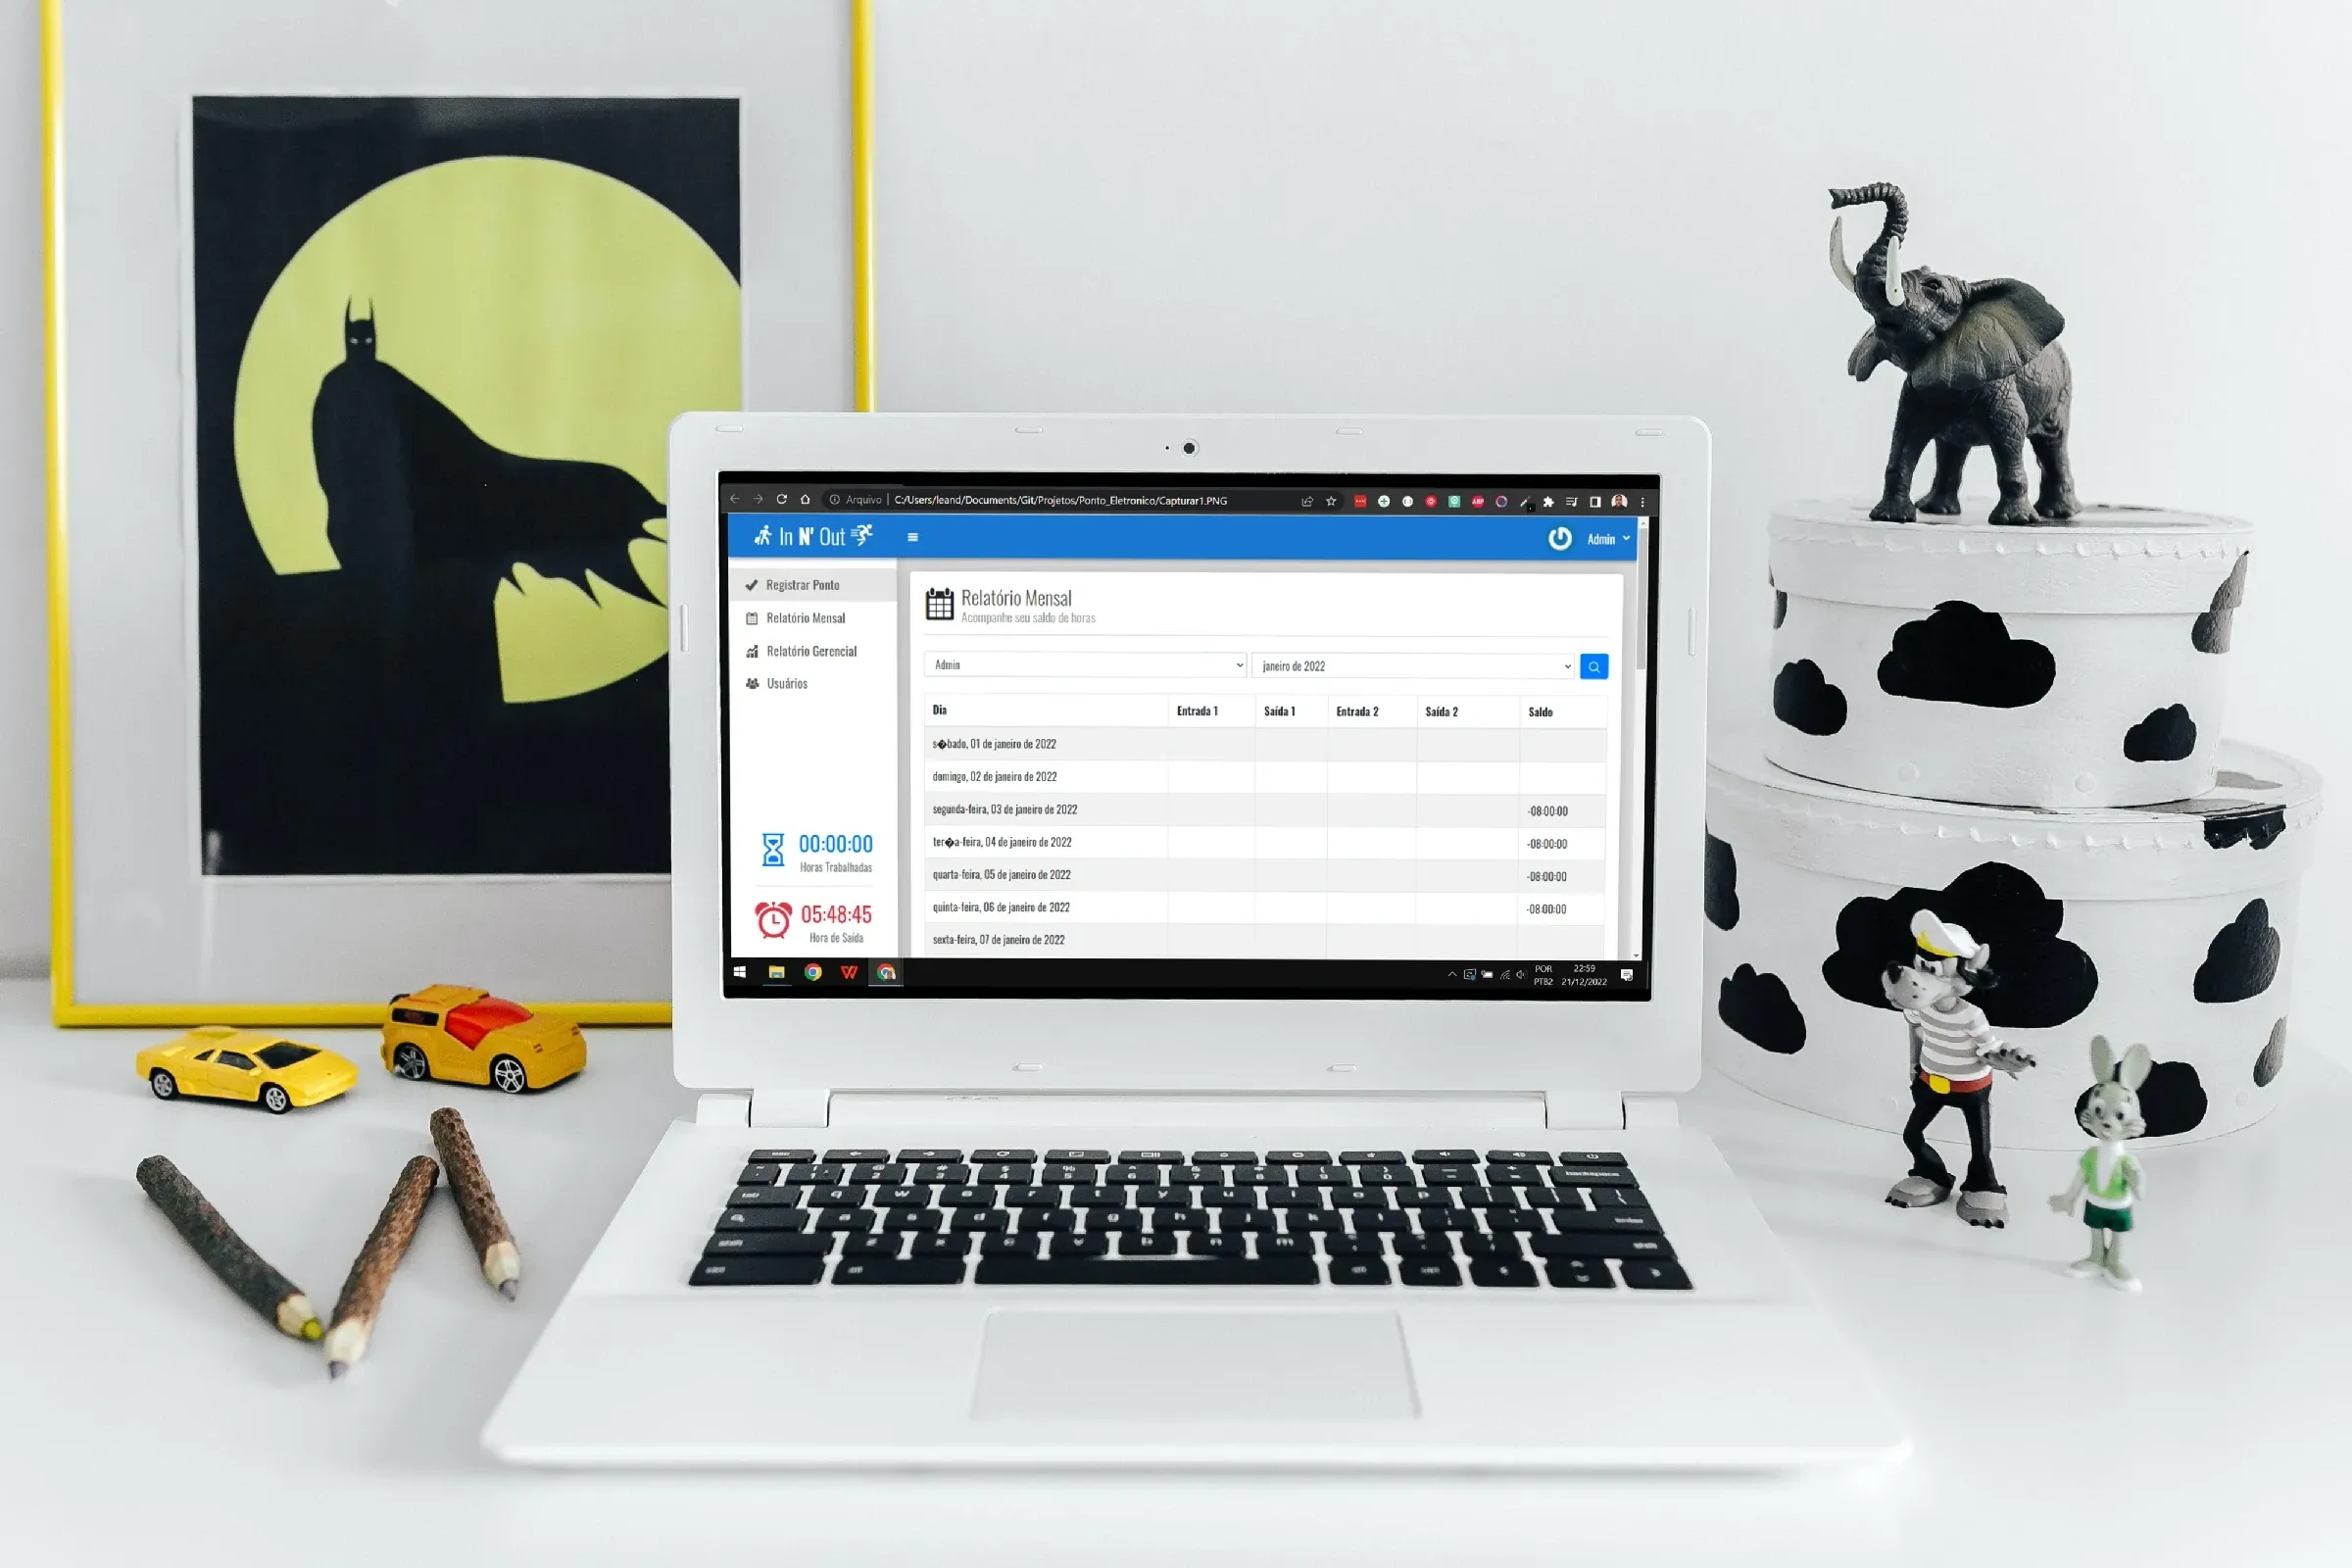 Arquivo | C:/Users/leand/Documents/Git/Projetos/Ponto_Eletronico/Capturar1.PNG
ABP
In N' Out
Admin
Registrar Ponto
Relatório Mensal
Relatório Gerencial
Usuários
00:00:00
Horas Trabalhadas
05:48:45
Hora de Saída
Relatório Mensal
Acompanhe seu saldo de horas
Admin janeiro de 2022
Dia Entrada 1 Saída 1 Entrada 2 Saída 2 Saldo
s�bado, 01 de janeiro de 2022
domingo, 02 de janeiro de 2022
segunda-feira, 03 de janeiro de 2022 -08:00:00
ter�a-feira, 04 de janeiro de 2022 -08:00:00
quarta-feira, 05 de janeiro de 2022 -08:00:00
quinta-feira, 06 de janeiro de 2022 -08:00:00
sexta-feira, 07 de janeiro de 2022
POR 22:59
PTB2 21/12/2022
q w e r t y u i o p